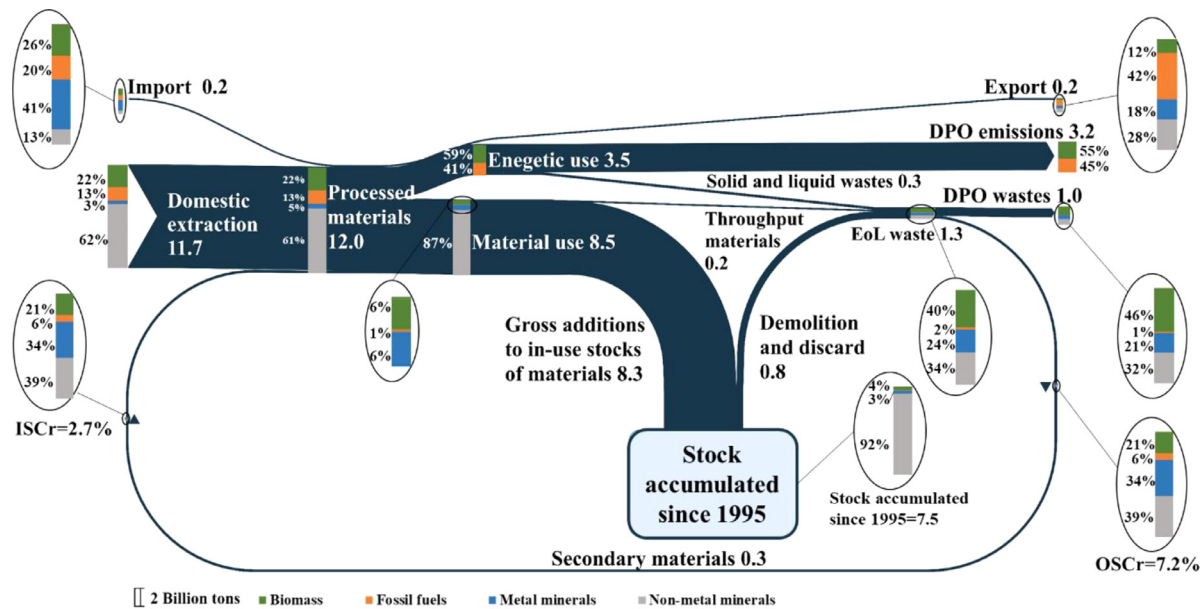 26%
20%
41%
13%
Import 0.2
Export 0.2
12%
42%
18%
28%
DPO emissions 3.2
55%
45%
59%
41%
Enegetic use 3.5
22%
13%
3%
62%
Domestic
extraction
11.7
22%
13%
5%
61%
Processed
materials
12.0
Solid and liquid wastes 0.3
DPO wastes 1.0
87%
Material use 8.5
Throughput
materials
0.2
EoL waste 1.3
21%
6%
34%
39%
ISCr=2.7%
6%
1%
6%
Gross additions
to in-use stocks
of materials 8.3
Demolition
and discard
0.8
40%
2%
24%
34%
46%
1%
21%
32%
4%
3%
92%
Stock accumulated
since 1995=7.5
Stock
accumulated
since 1995
21%
6%
34%
39%
OSCr=7.2%
Secondary materials 0.3
2 Billion tons
Biomass
Fossil fuels
Metal minerals
Non-metal minerals